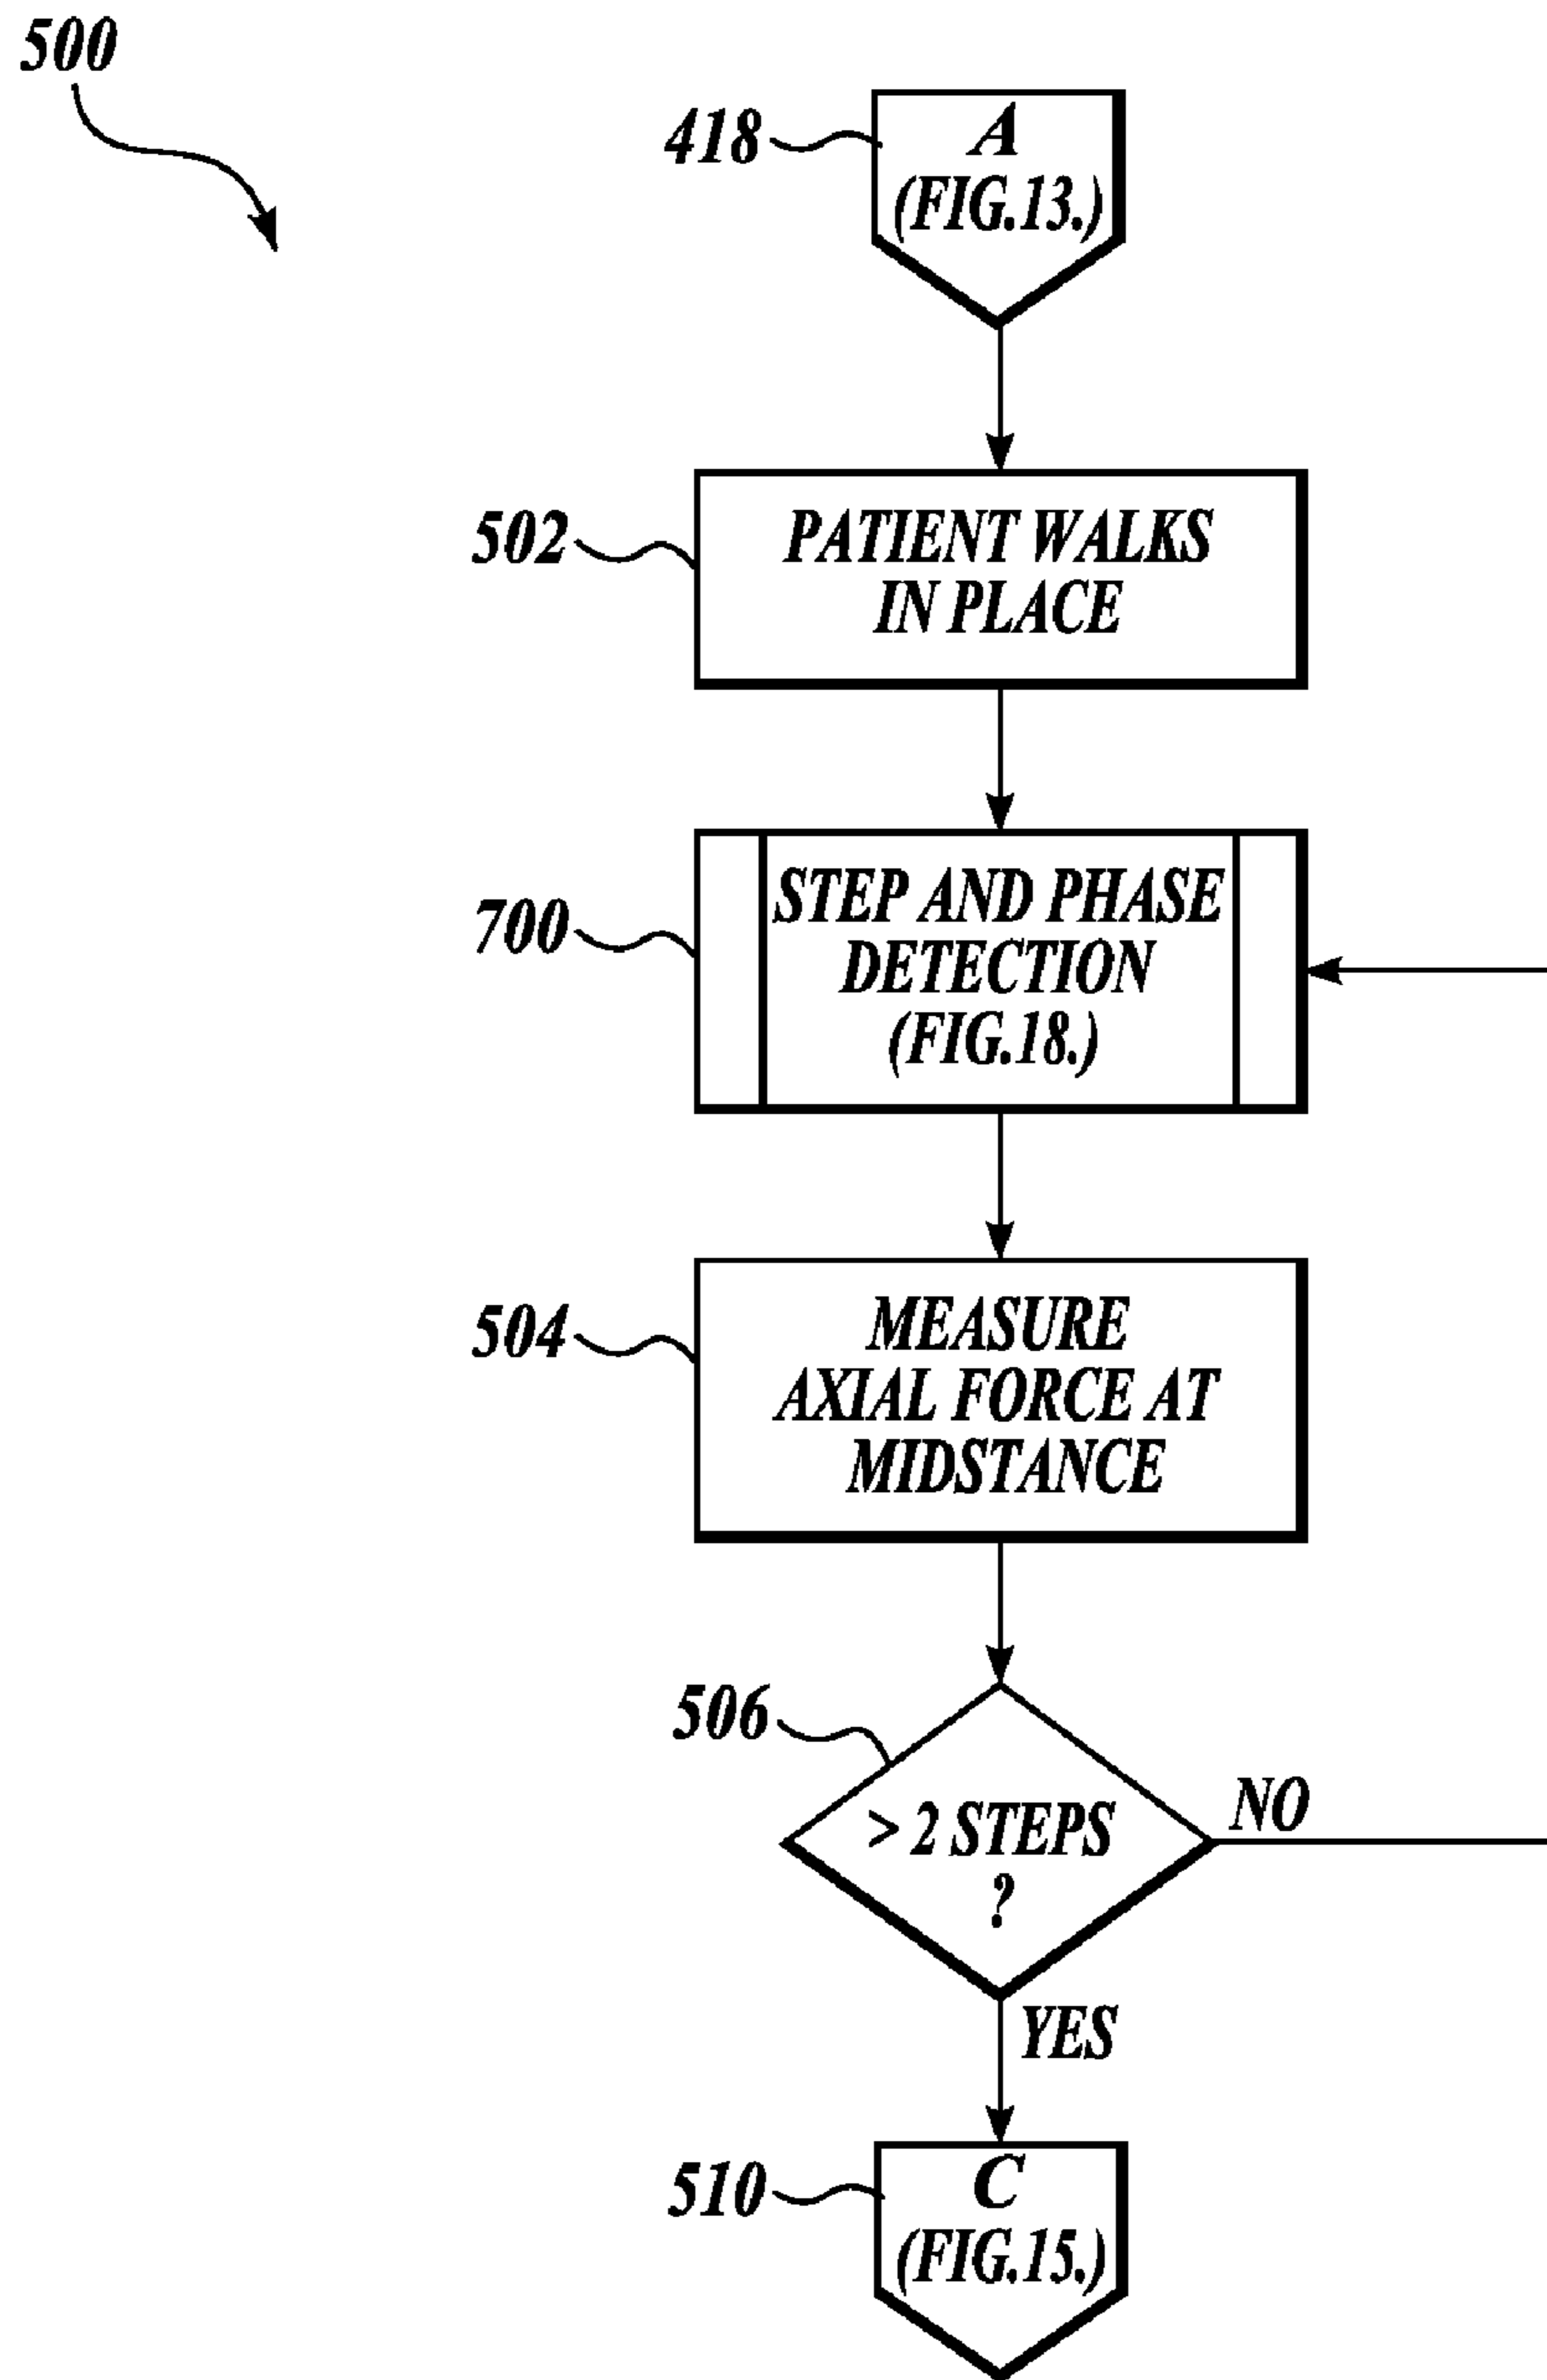 500
418
A
(FIG.13.)
502
PATIENT WALKS
IN PLACE
700
STEP AND PHASE
DETECTION
(FIG.18.)
504
MEASURE
AXIAL FORCE AT
MIDSTANCE
506
> 2 STEPS
?
NO
YES
510
C
(FIG.15.)